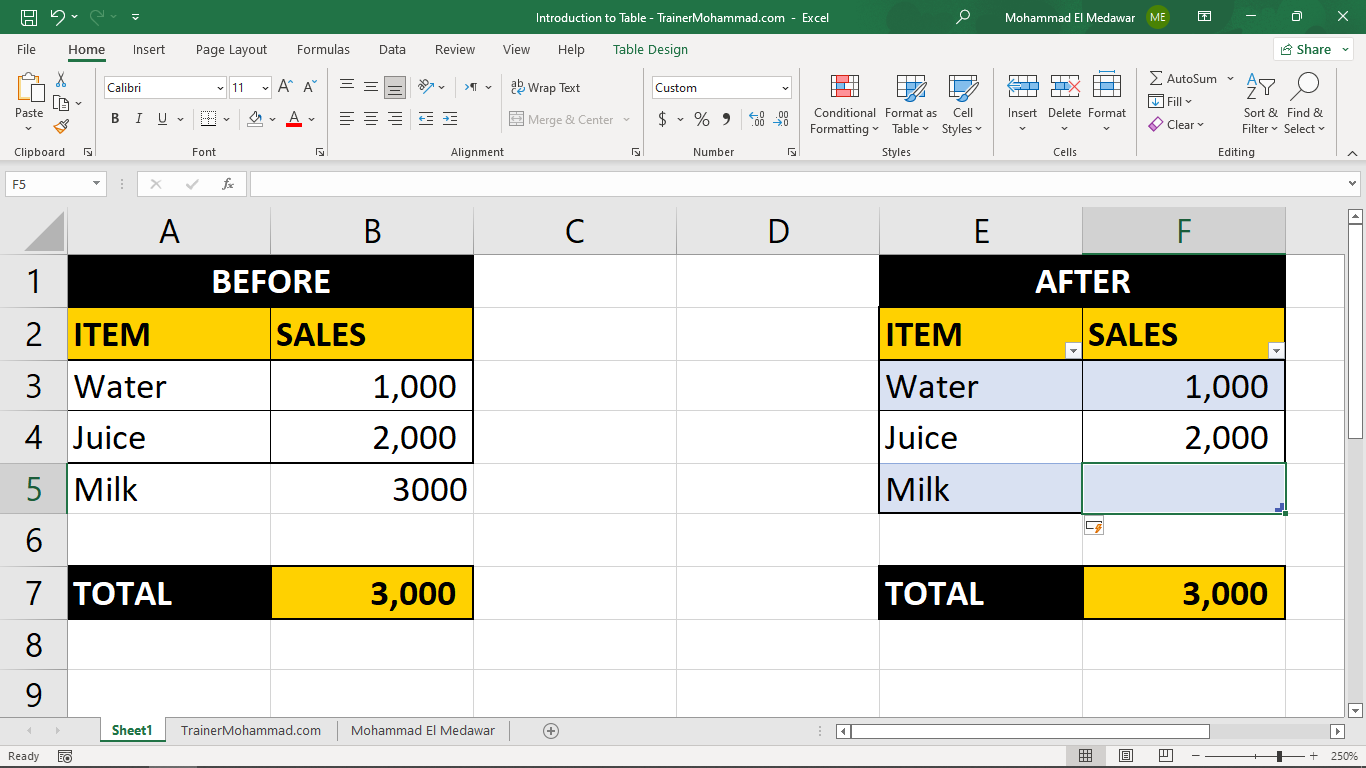 Introduction to Table - TrainerMohammad.com - Excel
Mohammad El Medawar
ME
File Home Insert Page Layout Formulas Data Review View Help Table Design
Share
Paste
Calibri 11
B I U A
Clipboard
Font
ab Wrap Text
Merge & Center
Alignment
Custom
$ % 9
Number
Conditional Formatting
Format as Table
Cell Styles
Styles
Insert Delete Format
Cells
AutoSum
Fill
Clear
Sort & Filter
Find & Select
Editing
F5
fx
A B C D E F
1 BEFORE AFTER
2 ITEM SALES ITEM SALES
3 Water 1,000 Water 1,000
4 Juice 2,000 Juice 2,000
5 Milk 3000 Milk
6
7 TOTAL 3,000 TOTAL 3,000
8
9
Sheet1 TrainerMohammad.com Mohammad El Medawar
Ready
250%